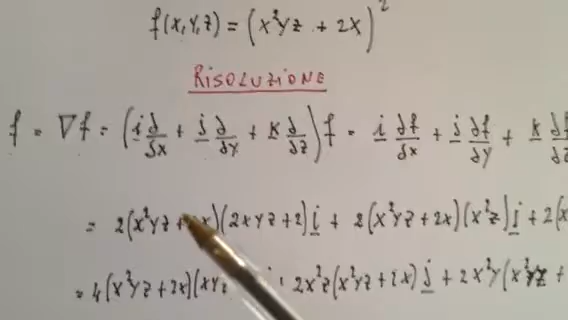 f(x,y,z) = (x²yz + 2x)²
RISOLUZIONE
f = ∇f = (i ∂/∂x + j ∂/∂y + k ∂/∂z) f = i ∂f/∂x + j ∂f/∂y + k ∂f/∂z
= 2(x²yz + x)(2xyz+2) i + 2(x²yz+2x)(x²z) j + 2(x
= 4(x²yz+2x)(xyz i + 2x²z(x²yz+2x) j + 2x²y(x²yz +